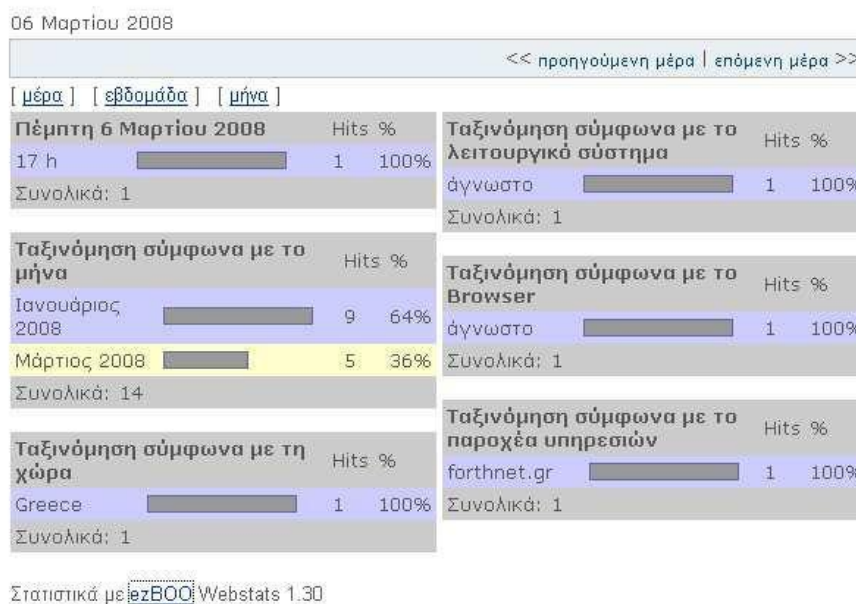 06 Μαρτίου 2008
<< προηγούμενη μέρα | επόμενη μέρα >>
[ μέρα ] [ εβδομάδα ] [ μήνα ]
Πέμπτη 6 Μαρτίου 2008 Hits %
17 h 1 100%
Συνολικά: 1
Ταξινόμηση σύμφωνα με το
μήνα Hits %
Ιανουάριος
2008 9 64%
Μάρτιος 2008 5 36%
Συνολικά: 14
Ταξινόμηση σύμφωνα με τη
χώρα Hits %
Greece 1 100%
Συνολικά: 1
Ταξινόμηση σύμφωνα με το
λειτουργικό σύστημα Hits %
άγνωστο 1 100%
Συνολικά: 1
Ταξινόμηση σύμφωνα με το
Browser Hits %
άγνωστο 1 100%
Συνολικά: 1
Ταξινόμηση σύμφωνα με το
παροχέα υπηρεσιών Hits %
forthnet.gr 1 100%
Συνολικά: 1
Στατιστικά με ezBOO Webstats 1.30